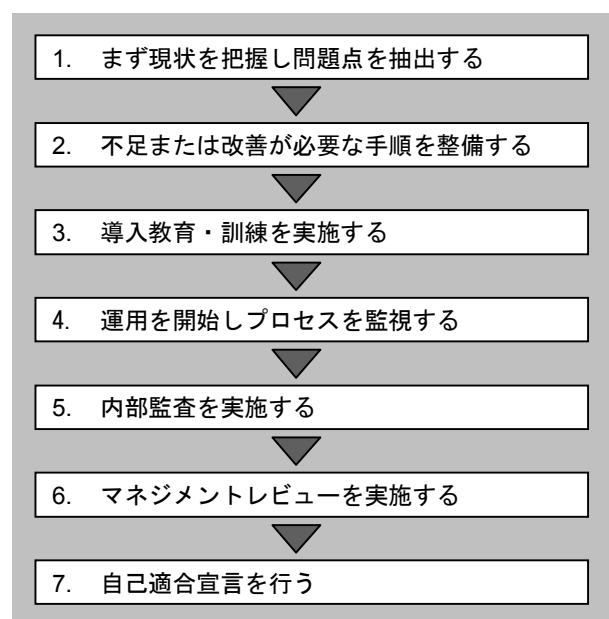 1. まず現状を把握し問題点を抽出する
2. 不足または改善が必要な手順を整備する
3. 導入教育・訓練を実施する
4. 運用を開始しプロセスを監視する
5. 内部監査を実施する
6. マネジメントレビューを実施する
7. 自己適合宣言を行う